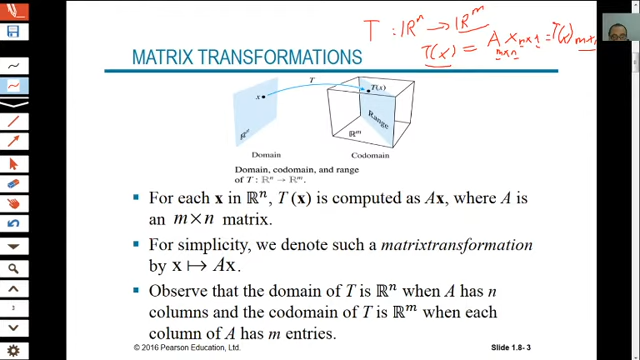 T : ℝⁿ → ℝᵐ
T(x) = A x n×1 = T(x) m×1
m×n
MATRIX TRANSFORMATIONS
T
x
T(x)
Range
ℝⁿ
ℝᵐ
Domain
Codomain
Domain, codomain, and range
of T: ℝⁿ → ℝᵐ
For each x in ℝⁿ, T (x) is computed as Ax, where A is
an m×n matrix.
For simplicity, we denote such a matrixtransformation
by x ↦ Ax.
Observe that the domain of T is ℝⁿ when A has n
columns and the codomain of T is ℝᵐ when each
column of A has m entries.
© 2016 Pearson Education, Ltd.
Slide 1.8- 3